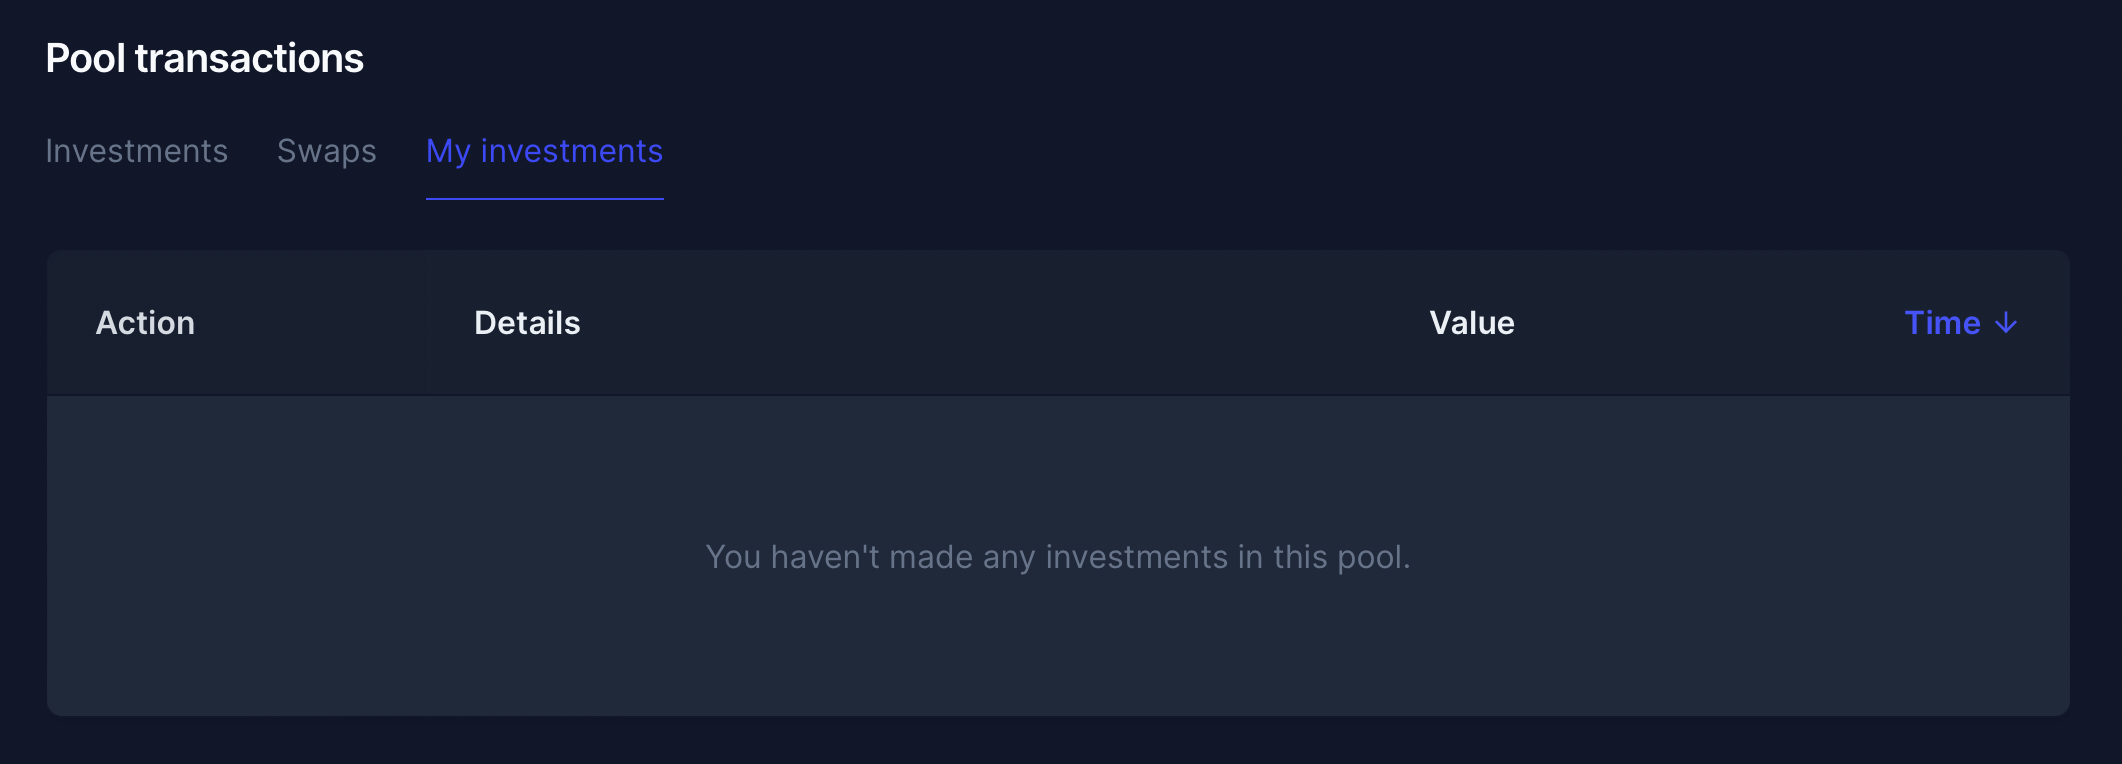 Pool transactions
Investments Swaps My investments
Action Details Value Time ↓
You haven't made any investments in this pool.